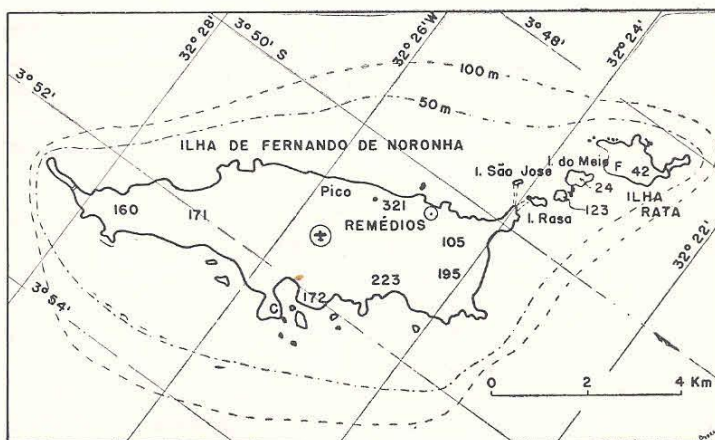 32° 28'
3° 50' S
32° 26' W
3° 48'
32° 24'
100 m
50 m
3° 52'
ILHA DE FERNANDO DE NORONHA
I. São José
I. do Meio
F
42
Pico
24
ILHA
RATA
160
171
321
REMÉDIOS
I. Rasa
123
105
32° 22'
195
223
172
C
3° 54'
0 2 4 Km